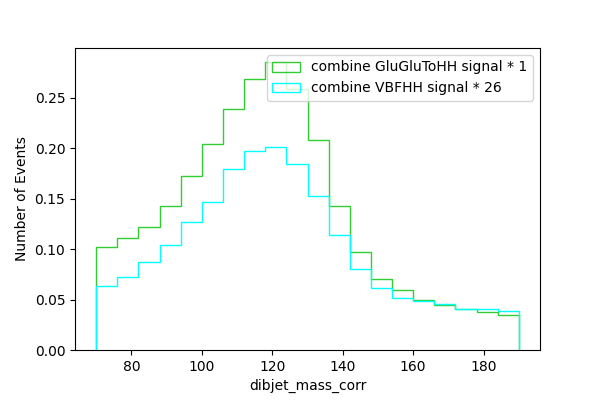 combine GluGluToHH signal * 1
combine VBFHH signal * 26
Number of Events
0.25
0.20
0.15
0.10
0.05
0.00
80 100 120 140 160 180
dibjet_mass_corr